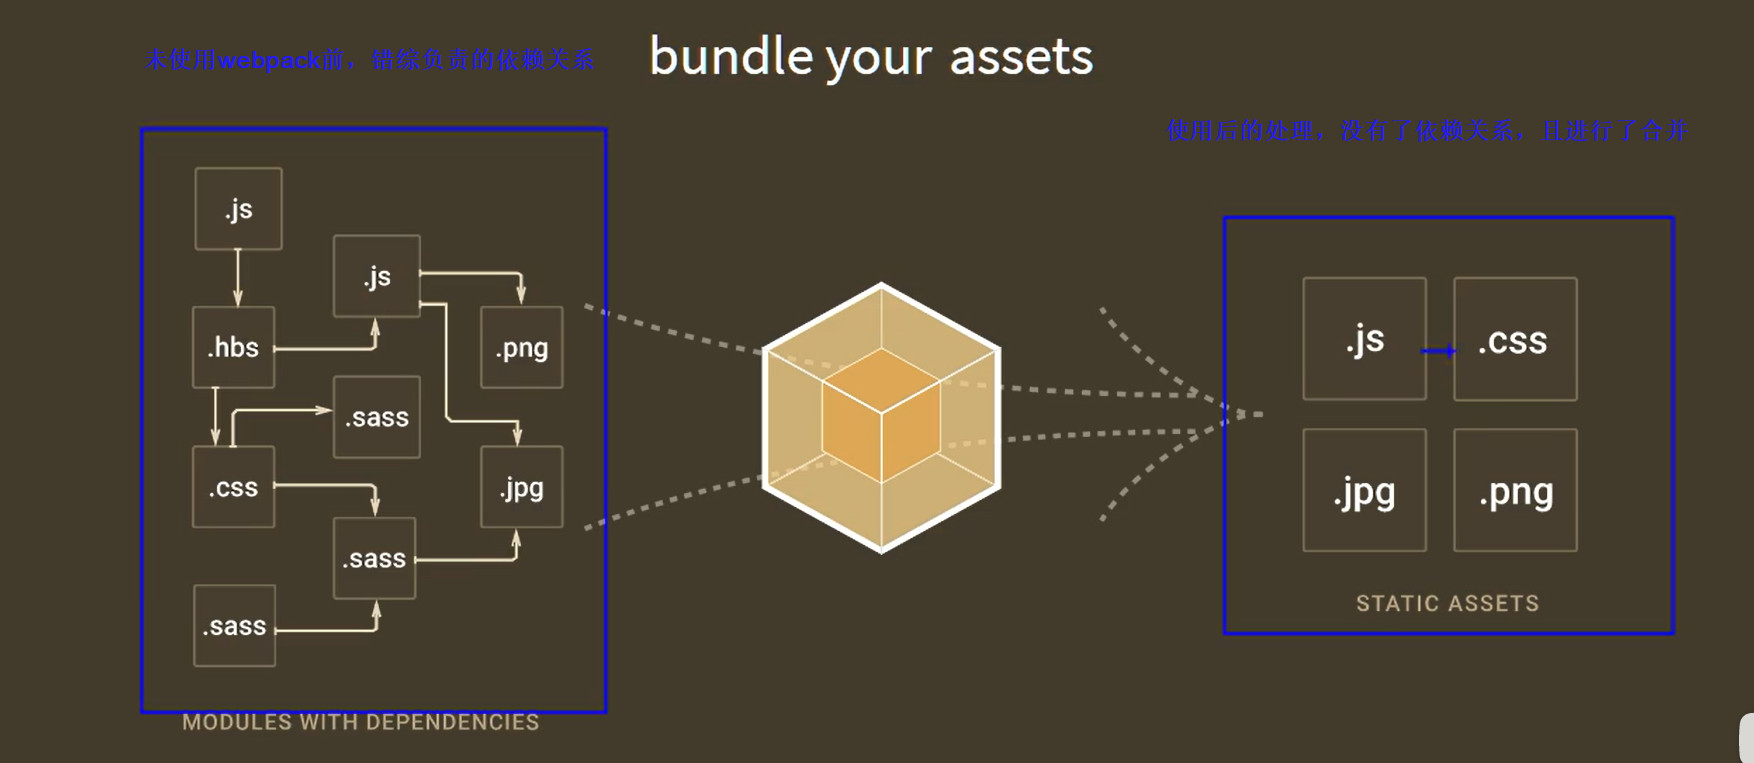 未使用webpack前，错综负责的依赖关系
bundle your assets
使用后的处理，没有了依赖关系，且进行了合并
.js
.js
.hbs
.png
.sass
.css
.jpg
.sass
.sass
MODULES WITH DEPENDENCIES
.js
.css
.jpg
.png
STATIC ASSETS